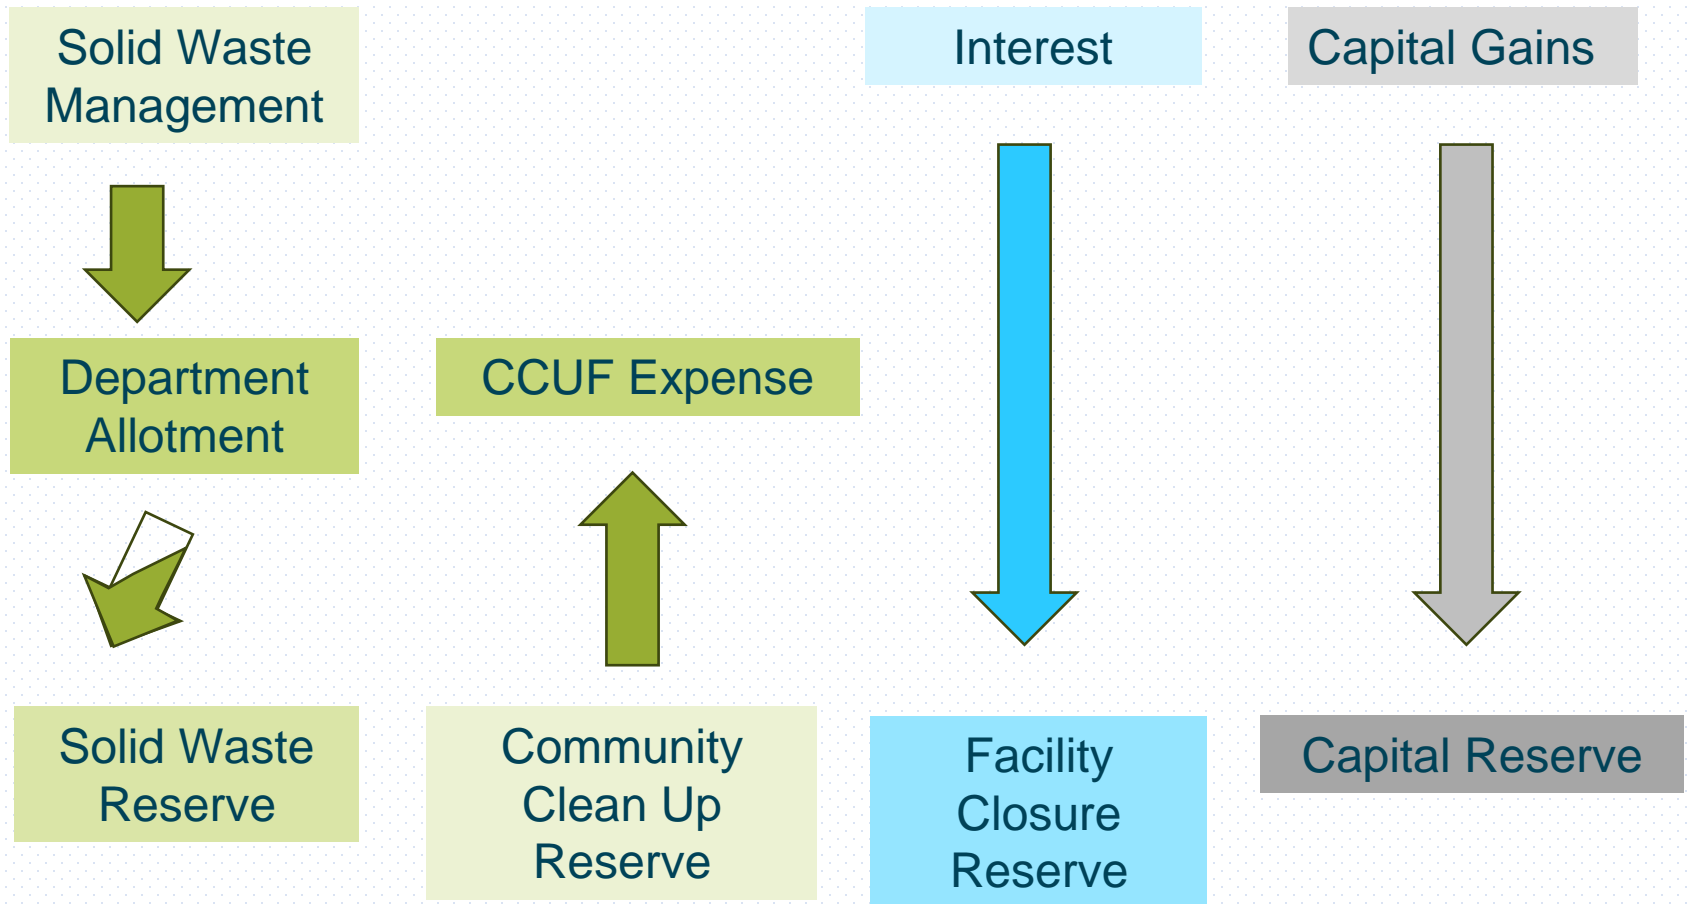 Solid Waste
Management
Interest
Capital Gains
Department
Allotment
CCUF Expense
Solid Waste
Reserve
Community
Clean Up
Reserve
Facility
Closure
Reserve
Capital Reserve